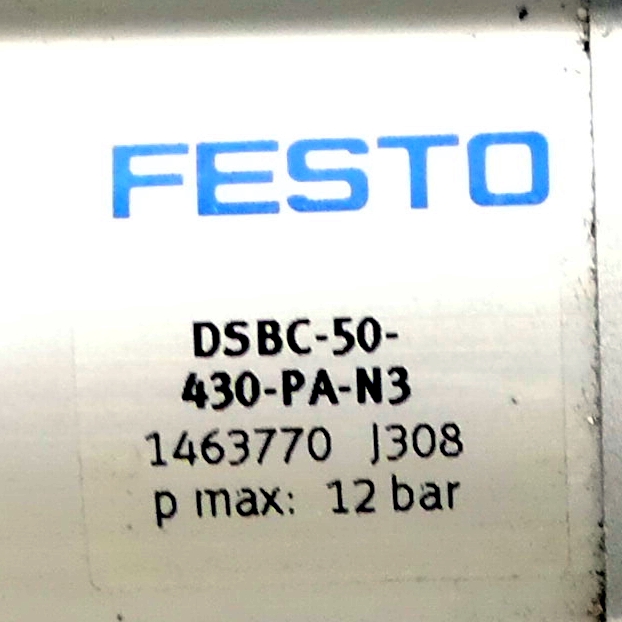 FESTO
DSBC-50-
430-PA-N3
1463770 J308
p max: 12 bar